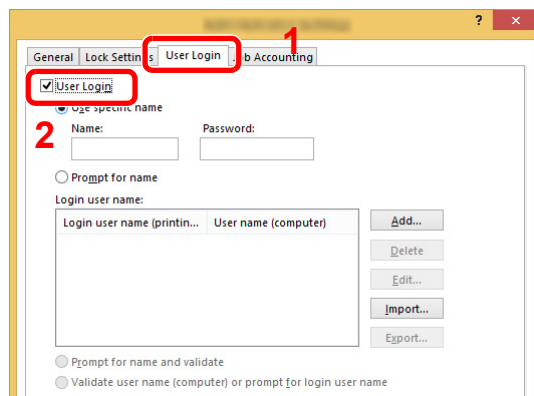 ? ×
1
General Lock Settings User Login Job Accounting
User Login
Use specific name
2
Name: Password:
Prompt for name
Login user name:
Login user name (printin... User name (computer)
Add...
Delete
Edit...
Import...
Export...
Prompt for name and validate
Validate user name (computer) or prompt for login user name